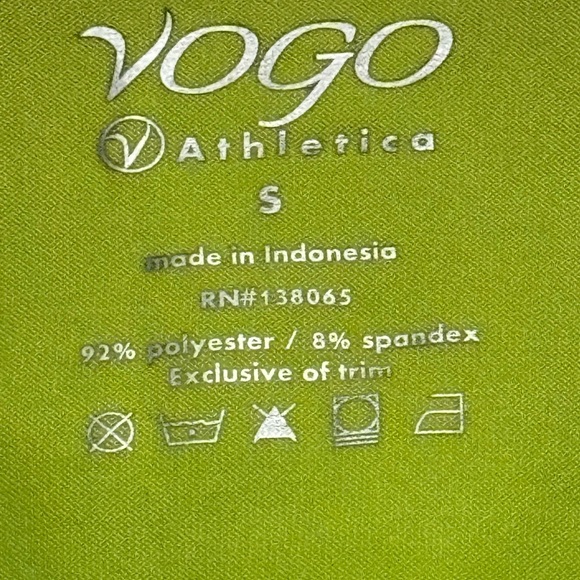 VOGO
Athletica
S
made in Indonesia
RN#138065
92% polyester / 8% spandex
Exclusive of trim